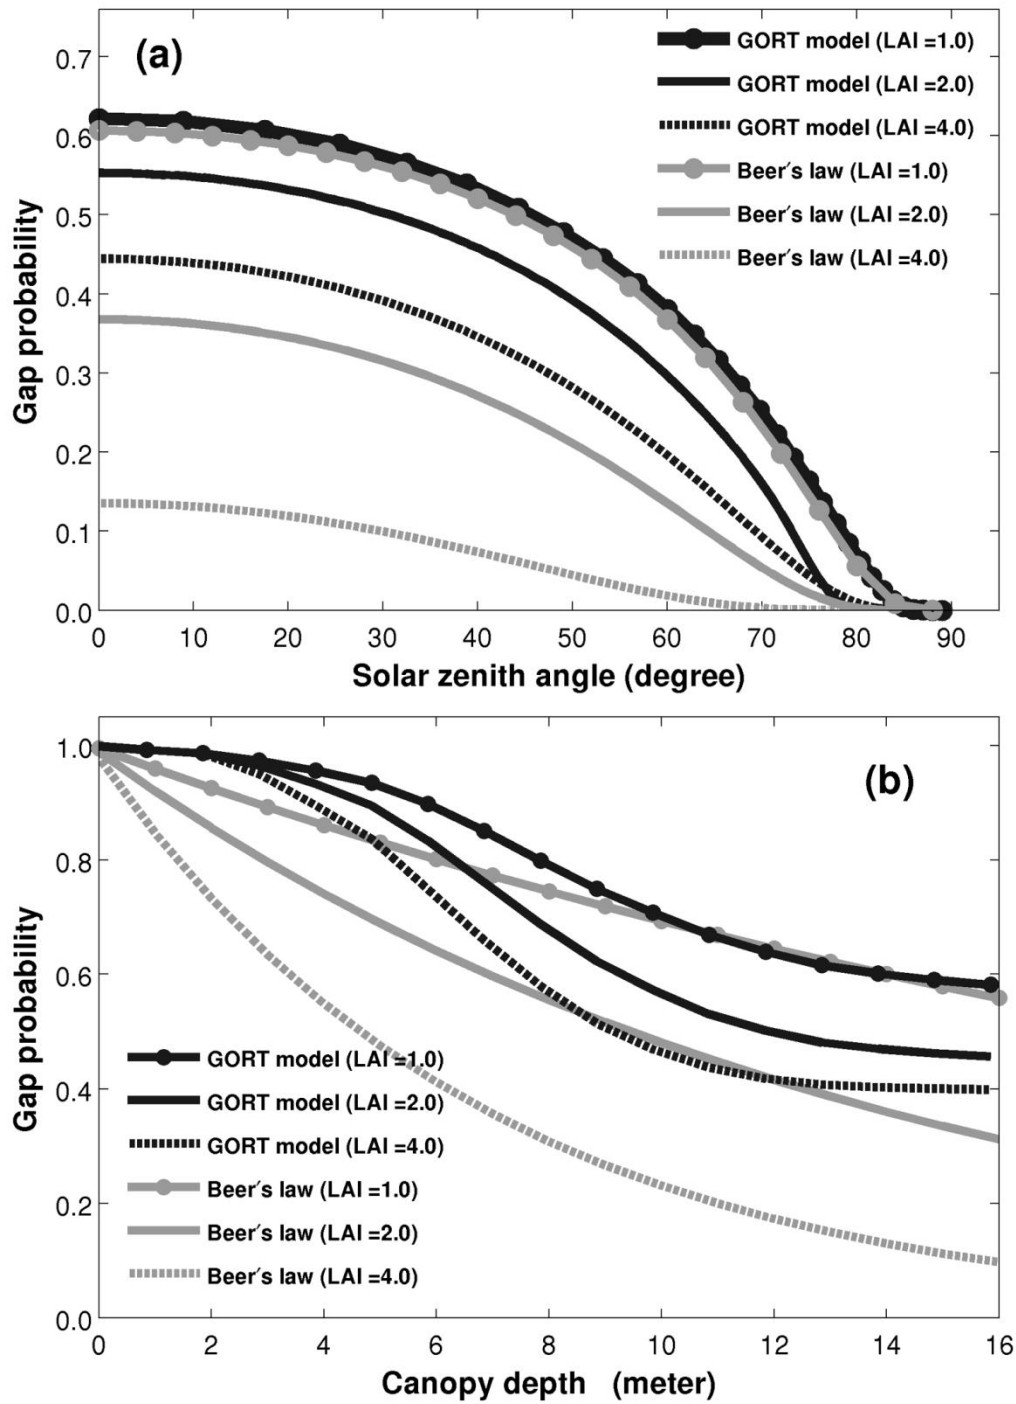 (a)
GORT model (LAI =1.0)
GORT model (LAI =2.0)
GORT model (LAI =4.0)
Beer′s law (LAI =1.0)
Beer′s law (LAI =2.0)
Beer′s law (LAI =4.0)
Gap probability
0.7
0.6
0.5
0.4
0.3
0.2
0.1
0.0
0 10 20 30 40 50 60 70 80 90
Solar zenith angle (degree)
(b)
Gap probability
1.0
0.8
0.6
0.4
0.2
0.0
GORT model (LAI =1.0)
GORT model (LAI =2.0)
GORT model (LAI =4.0)
Beer′s law (LAI =1.0)
Beer′s law (LAI =2.0)
Beer′s law (LAI =4.0)
0 2 4 6 8 10 12 14 16
Canopy depth (meter)